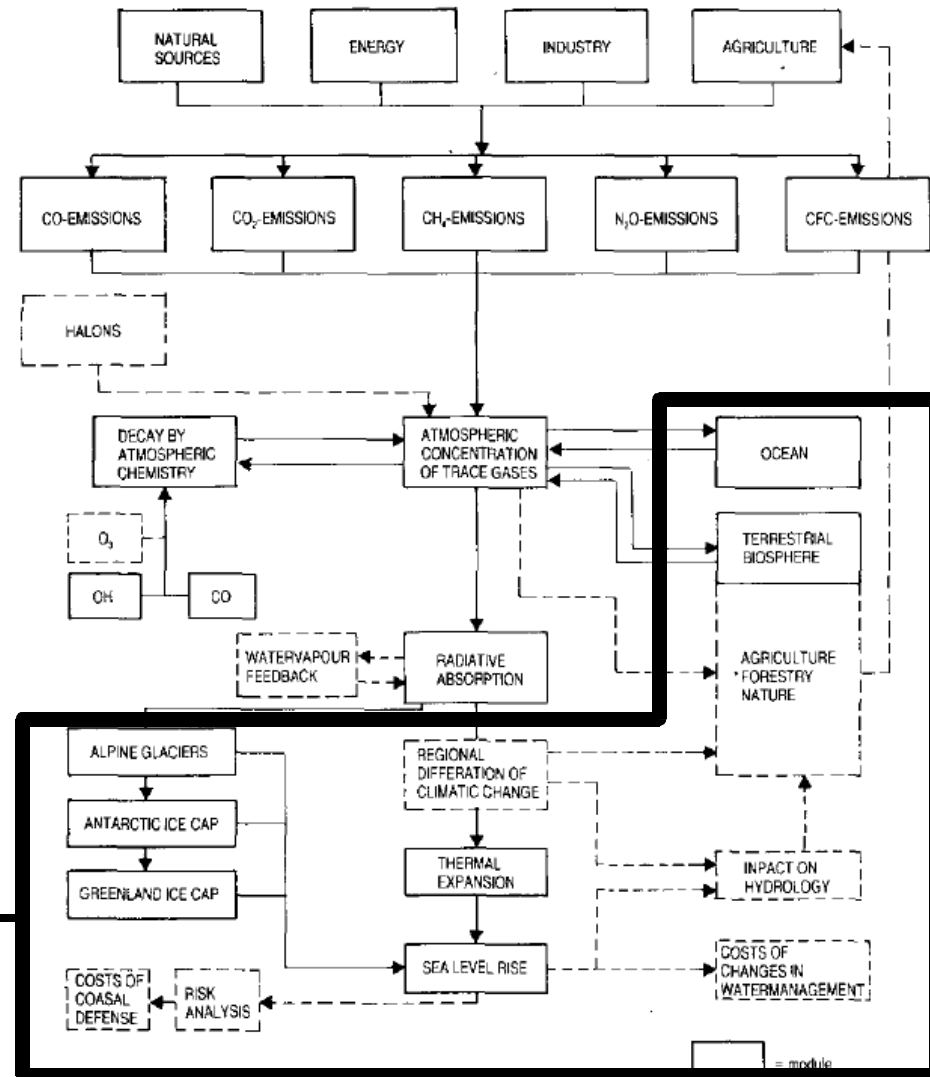 NATURAL
SOURCES
ENERGY
INDUSTRY
AGRICULTURE
CO-EMISSIONS
CO₂-EMISSIONS
CH₄-EMISSIONS
N₂O-EMISSIONS
CFC-EMISSIONS
HALONS
DECAY BY
ATMOSPHERIC
CHEMISTRY
ATMOSPHERIC
CONCENTRATION
OF TRACE GASES
OCEAN
O₃
OH
CO
TERRESTRIAL
BIOSPHERE
WATERVAPOUR
FEEDBACK
RADIATIVE
ABSORPTION
AGRICULTURE
FORESTRY
NATURE
ALPINE GLACIERS
REGIONAL
DIFFERATION OF
CLIMATIC CHANGE
ANTARCTIC ICE CAP
THERMAL
EXPANSION
INPACT ON
HYDROLOGY
GREENLAND ICE CAP
SEA LEVEL RISE
COSTS OF
CHANGES IN
WATERMANAGEMENT
COSTS OF
COASAL
DEFENSE
RISK
ANALYSIS
= module